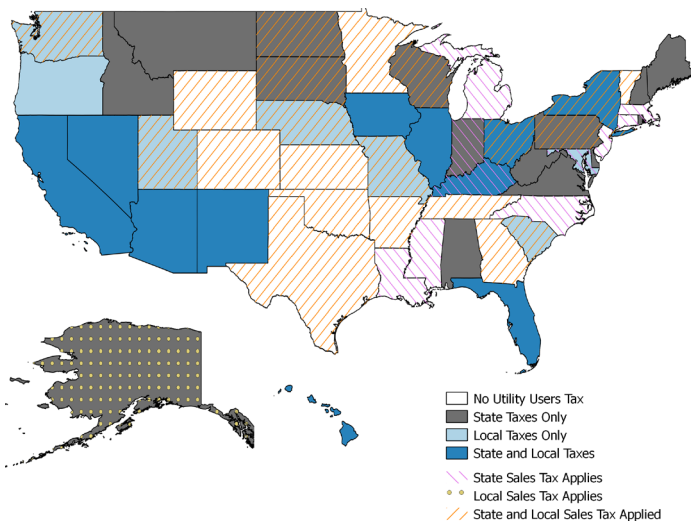 No Utility Users Tax
State Taxes Only
Local Taxes Only
State and Local Taxes
State Sales Tax Applies
Local Sales Tax Applies
State and Local Sales Tax Applied